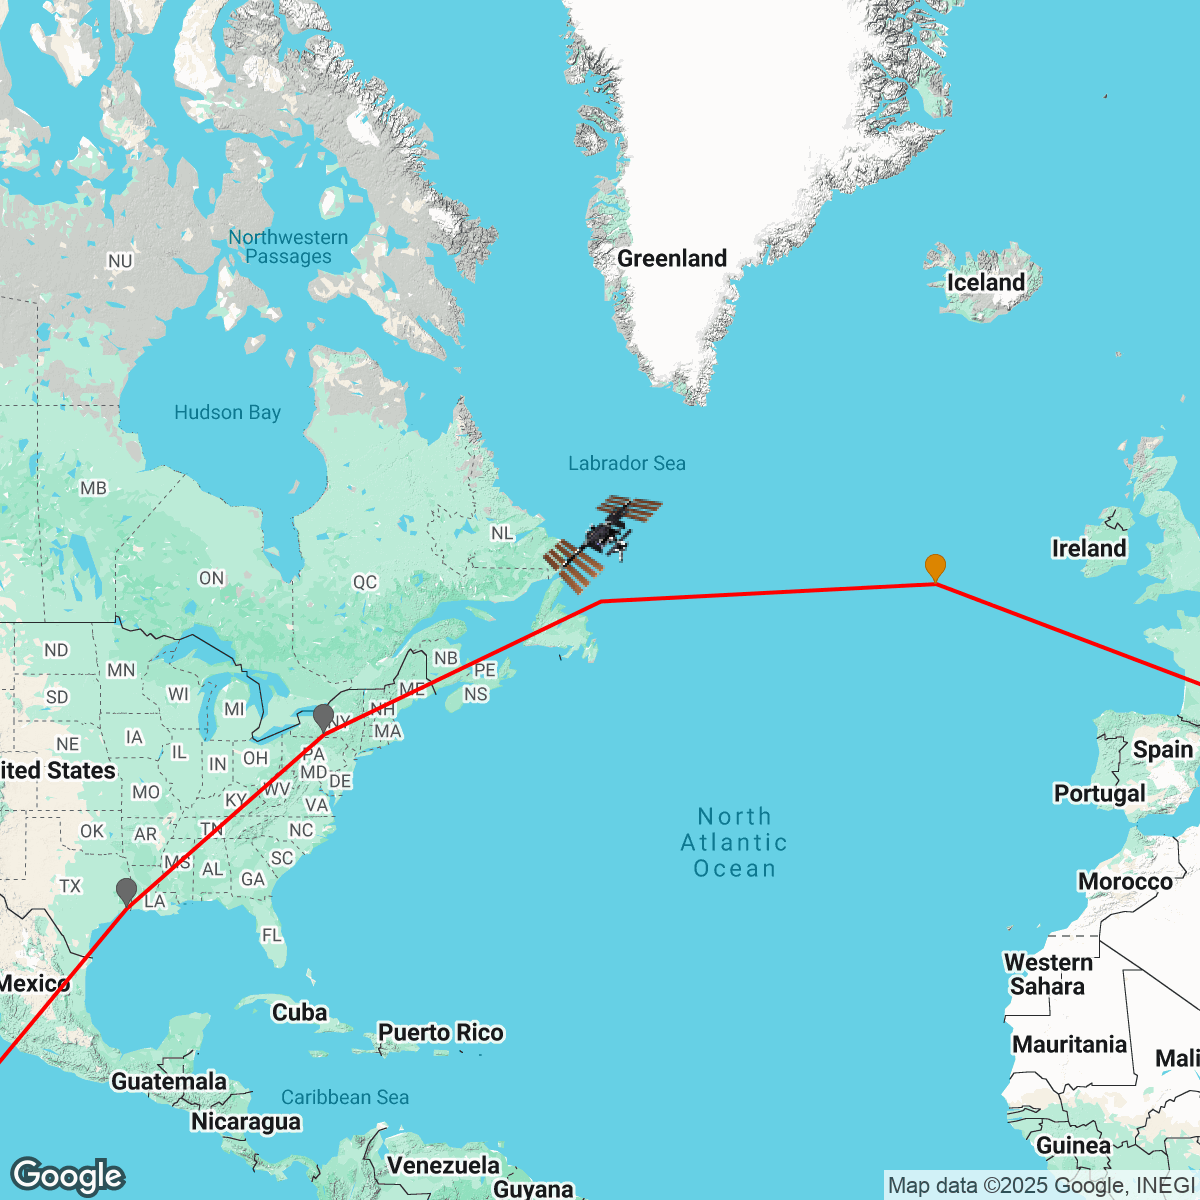 Greenland
Northwestern
Passages
NU
Iceland
Hudson Bay
Labrador Sea
MB
NL
Ireland
ON
QC
ND
MN
NB
PE
SD
WI
MI
ME
NS
NH
NY
MA
NE
IA
IL
IN
OH
PA
MD
DE
ited States
Spain
MO
KY
WV
VA
Portugal
OK
AR
TN
NC
North
Atlantic
Ocean
MS
AL
SC
GA
TX
LA
Morocco
FL
Mexico
Western
Sahara
Cuba
Puerto Rico
Mauritania
Mali
Guatemala
Caribbean Sea
Nicaragua
Guinea
Venezuela
Guyana
Google
Map data ©2025 Google, INEGI